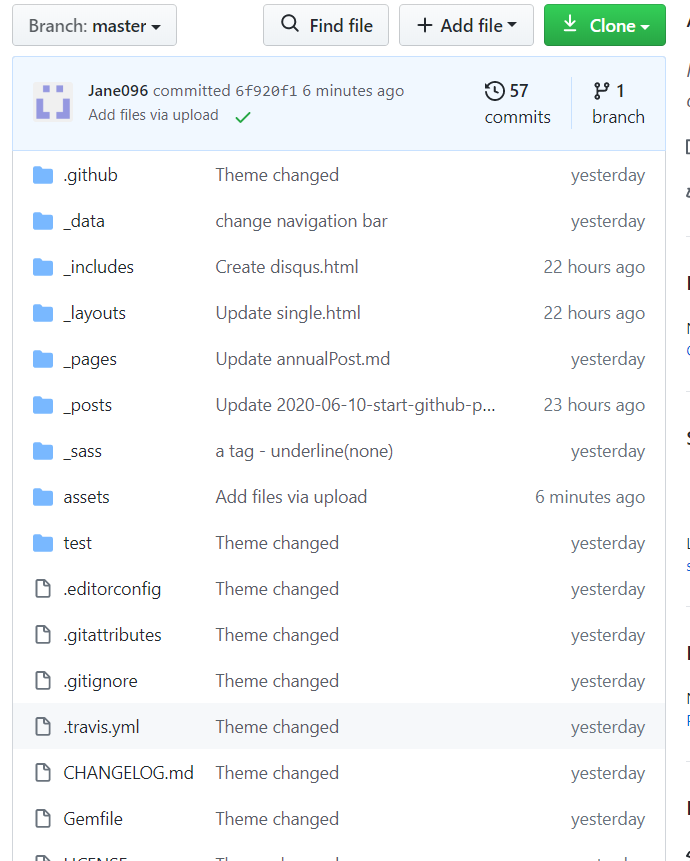 Branch: master
Find file
Add file
Clone
Jane096 committed 6f920f1 6 minutes ago
Add files via upload
57
commits
1
branch
.github Theme changed yesterday
_data change navigation bar yesterday
_includes Create disqus.html 22 hours ago
_layouts Update single.html 22 hours ago
_pages Update annualPost.md yesterday
_posts Update 2020-06-10-start-github-p... 23 hours ago
_sass a tag - underline(none) yesterday
assets Add files via upload 6 minutes ago
test Theme changed yesterday
.editorconfig Theme changed yesterday
.gitattributes Theme changed yesterday
.gitignore Theme changed yesterday
.travis.yml Theme changed yesterday
CHANGELOG.md Theme changed yesterday
Gemfile Theme changed yesterday